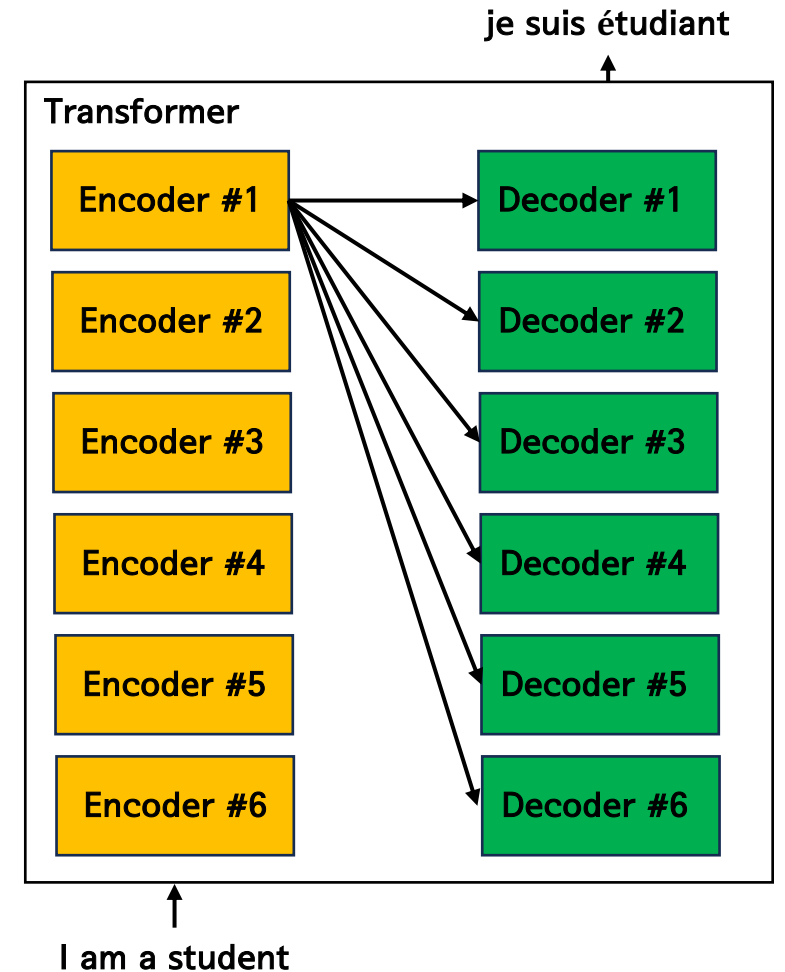 je suis étudiant
Transformer
Encoder #1
Decoder #1
Encoder #2
Decoder #2
Encoder #3
Decoder #3
Encoder #4
Decoder #4
Encoder #5
Decoder #5
Encoder #6
Decoder #6
I am a student